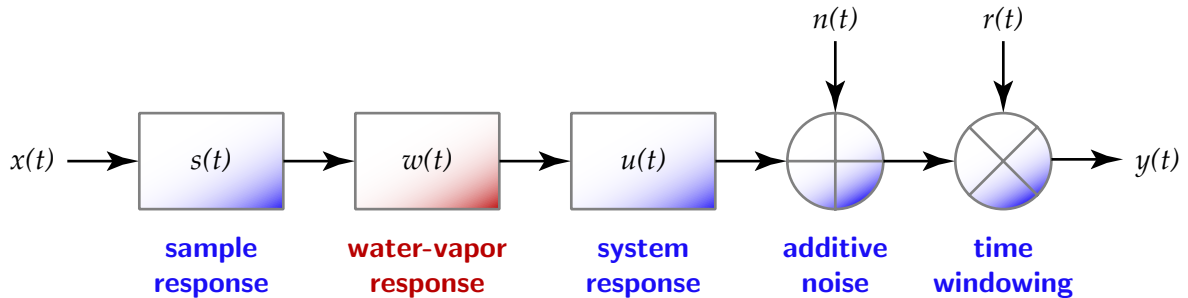 n(t)
r(t)
x(t)
s(t)
w(t)
u(t)
y(t)
sample
response
water-vapor
response
system
response
additive
noise
time
windowing